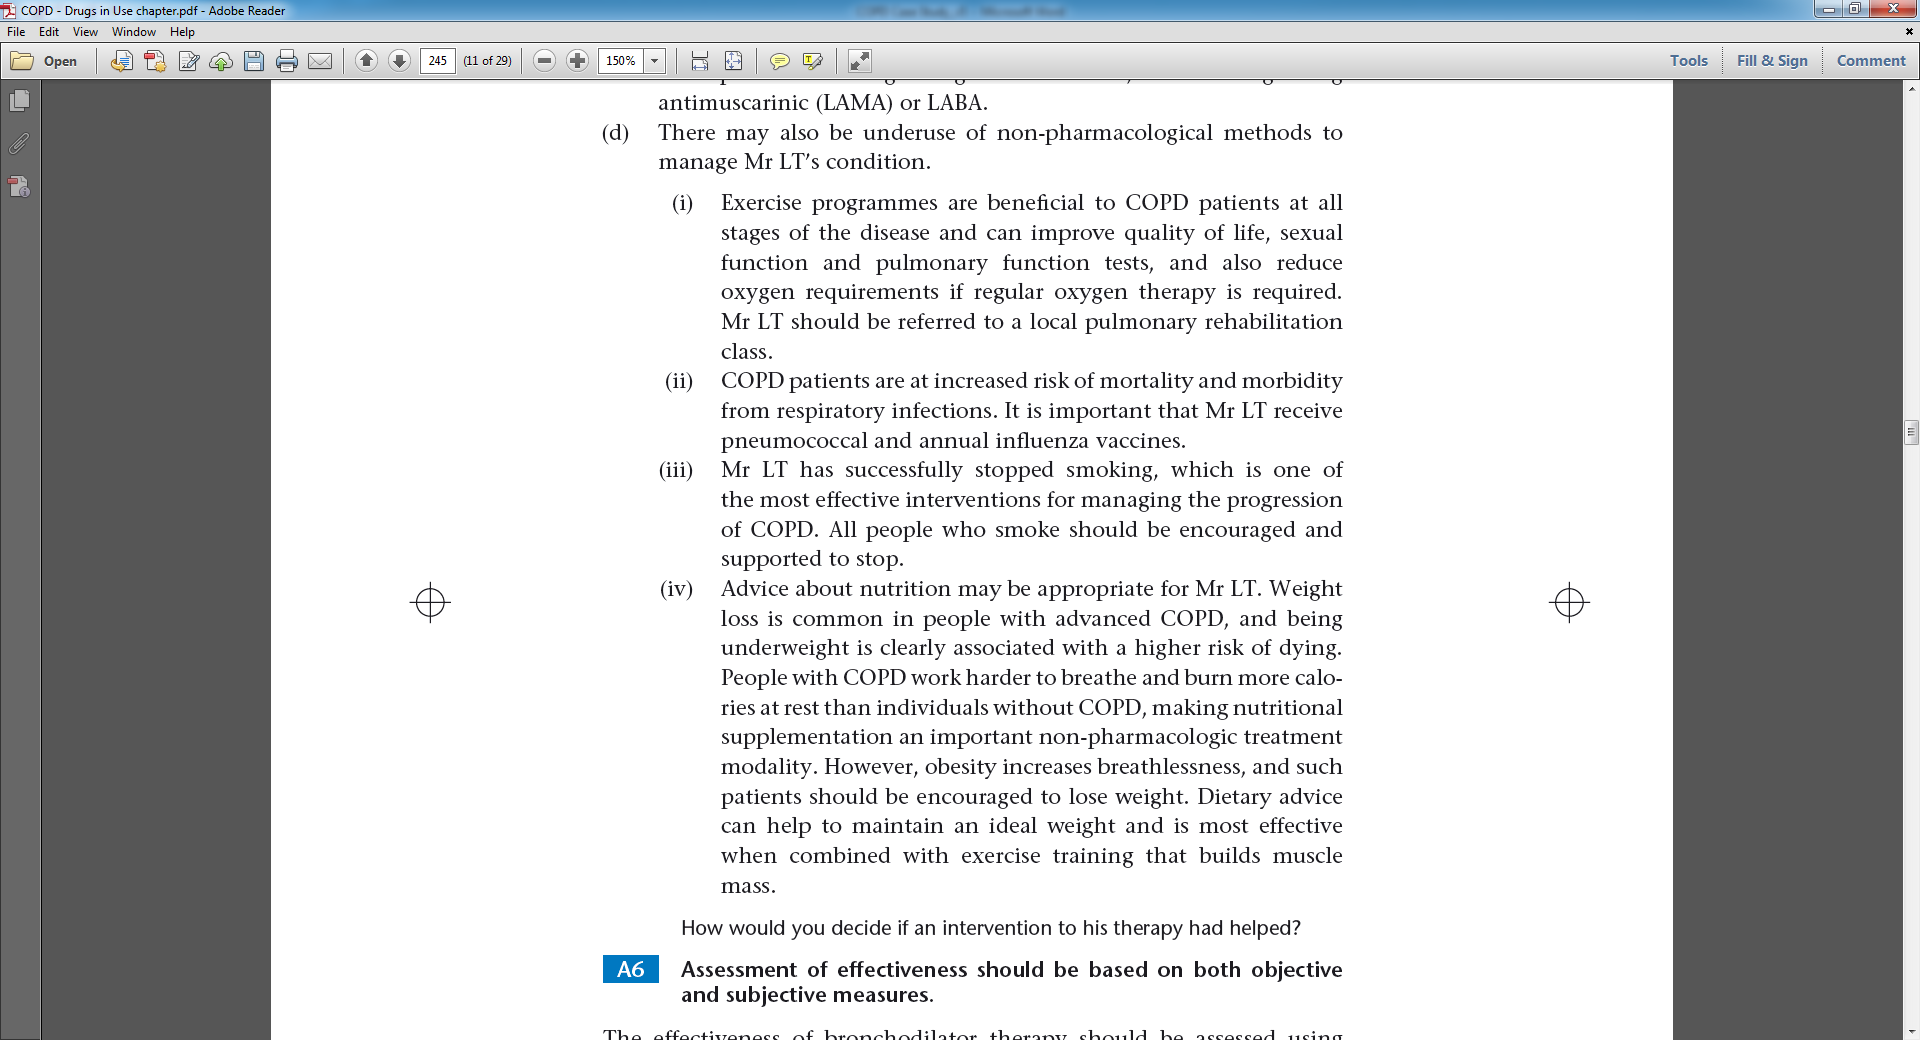 COPD - Drugs in Use chapter.pdf - Adobe Reader
File Edit View Window Help
Open 245 (11 of 29) 150% Tools Fill & Sign Comment
antimuscarinic (LAMA) or LABA.
(d) There may also be underuse of non-pharmacological methods to
manage Mr LT’s condition.
(i) Exercise programmes are beneficial to COPD patients at all
stages of the disease and can improve quality of life, sexual
function and pulmonary function tests, and also reduce
oxygen requirements if regular oxygen therapy is required.
Mr LT should be referred to a local pulmonary rehabilitation
class.
(ii) COPD patients are at increased risk of mortality and morbidity
from respiratory infections. It is important that Mr LT receive
pneumococcal and annual influenza vaccines.
(iii) Mr LT has successfully stopped smoking, which is one of
the most effective interventions for managing the progression
of COPD. All people who smoke should be encouraged and
supported to stop.
(iv) Advice about nutrition may be appropriate for Mr LT. Weight
loss is common in people with advanced COPD, and being
underweight is clearly associated with a higher risk of dying.
People with COPD work harder to breathe and burn more calo-
ries at rest than individuals without COPD, making nutritional
supplementation an important non-pharmacologic treatment
modality. However, obesity increases breathlessness, and such
patients should be encouraged to lose weight. Dietary advice
can help to maintain an ideal weight and is most effective
when combined with exercise training that builds muscle
mass.
How would you decide if an intervention to his therapy had helped?
A6 Assessment of effectiveness should be based on both objective
and subjective measures.
The effectiveness of bronchodilator therapy should be assessed using